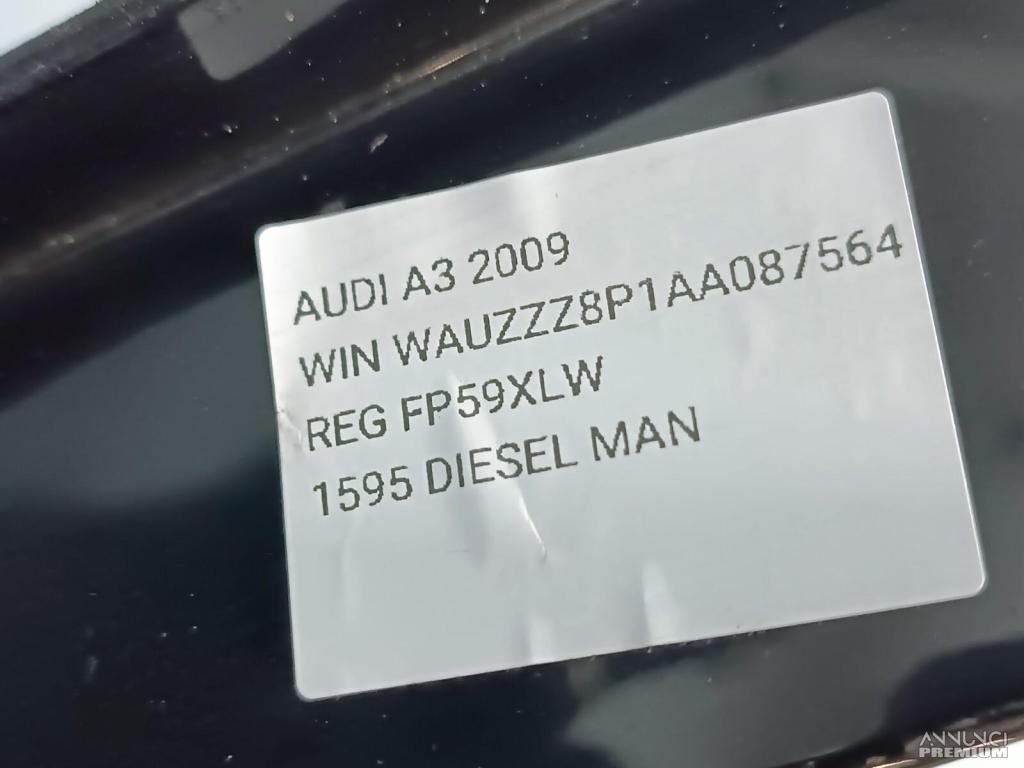 AUDI A3 2009
WIN WAUZZZ8P1AA087564
REG FP59XLW
1595 DIESEL MAN
ANNUNCI
PREMIUM